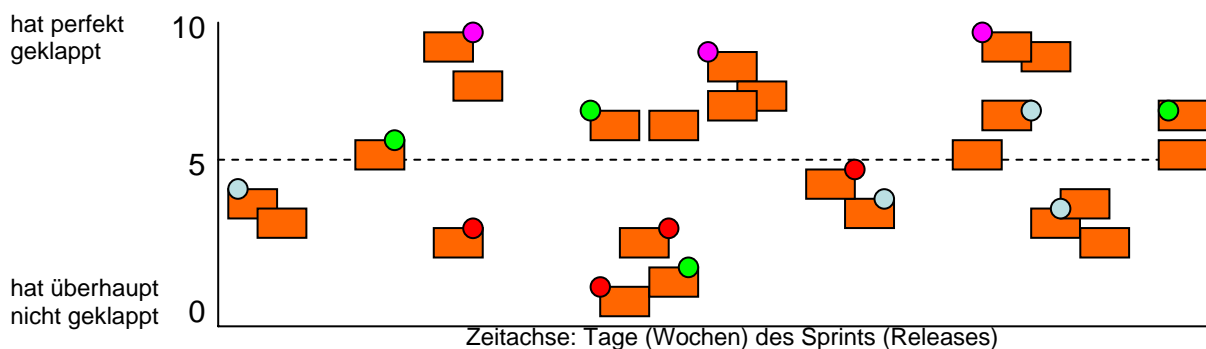 hat perfekt
geklappt
10
5
hat überhaupt
nicht geklappt
0
Zeitachse: Tage (Wochen) des Sprints (Releases)